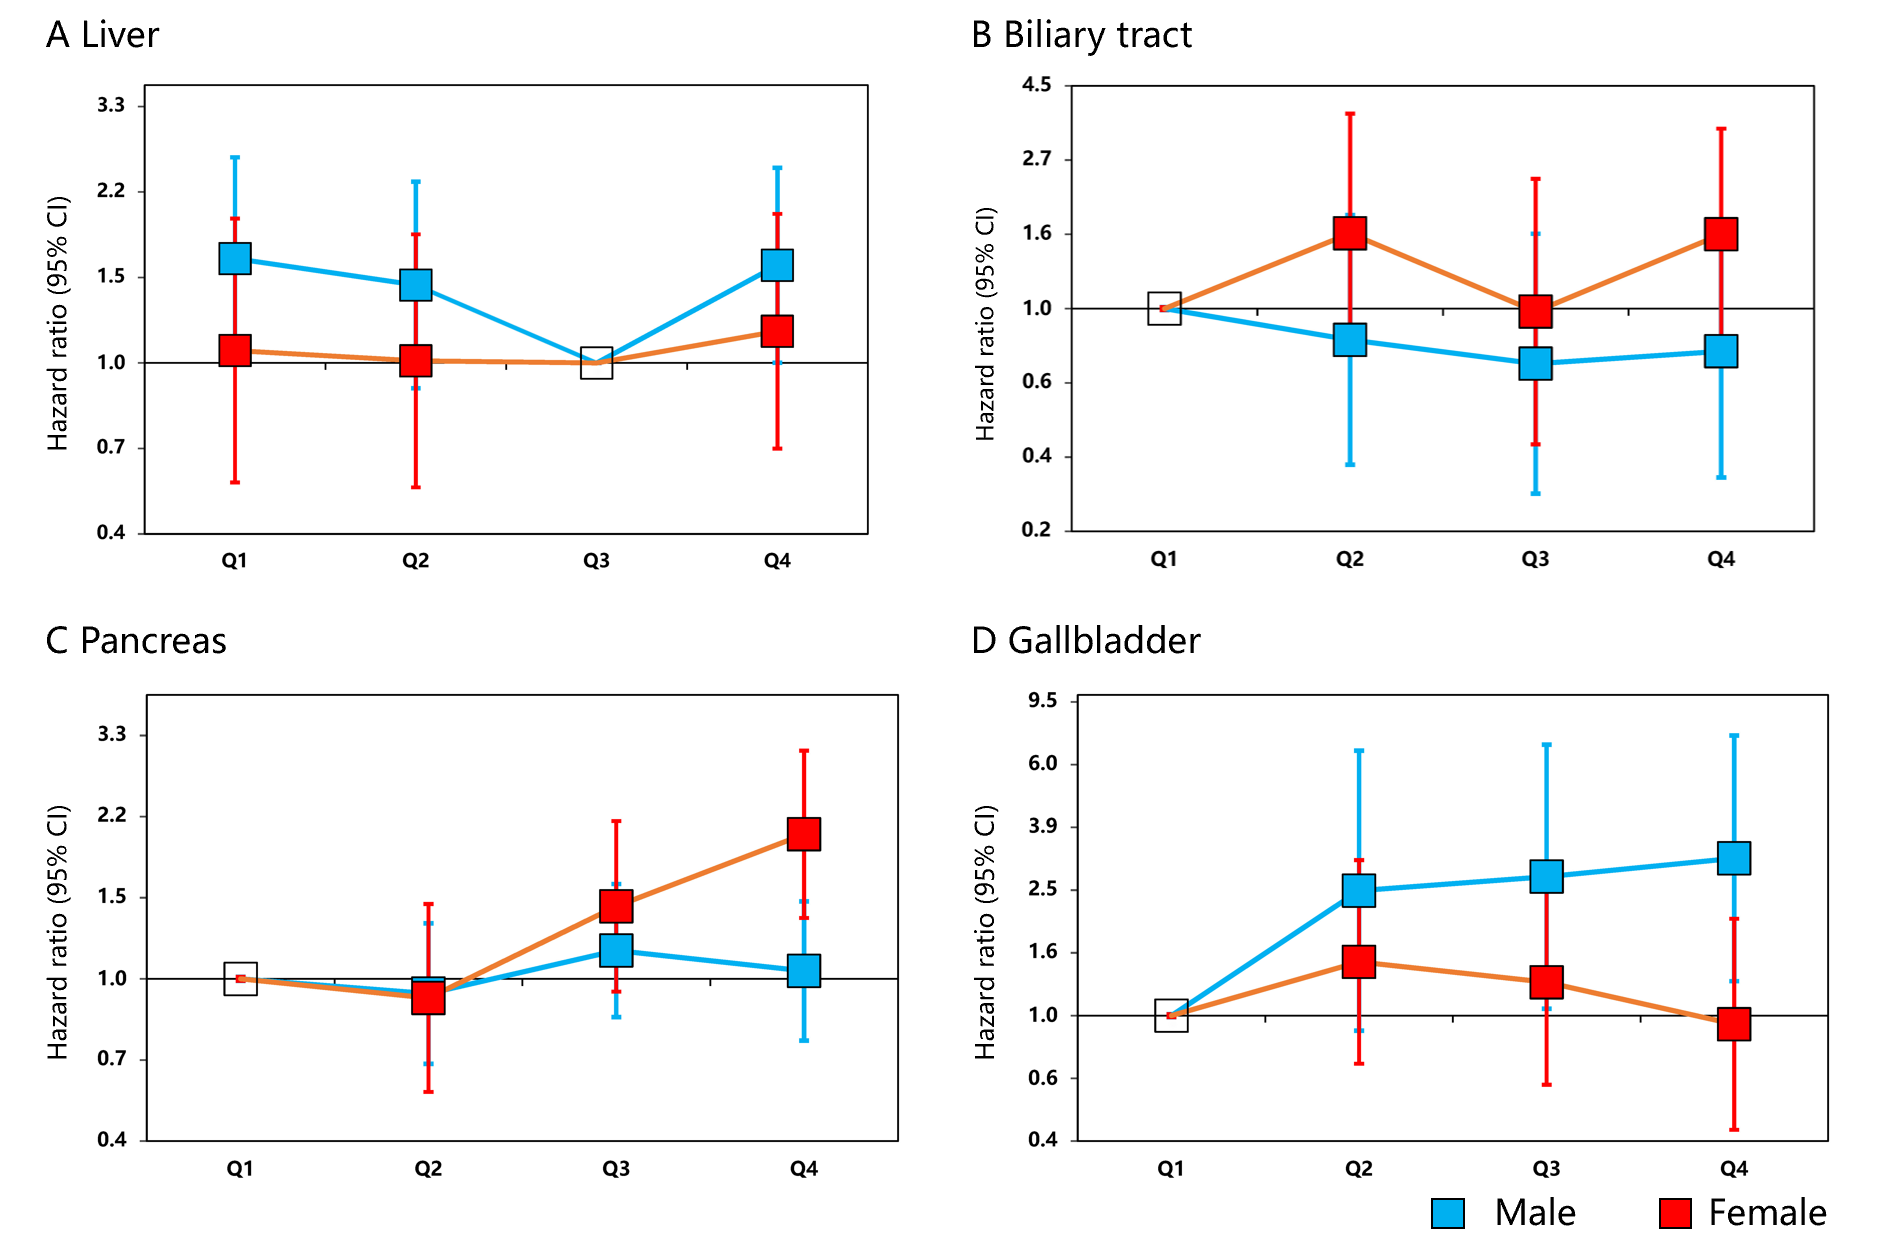 A Liver
Hazard ratio (95% CI)
3.3
2.2
1.5
1.0
0.7
0.4
Q1 Q2 Q3 Q4
B Biliary tract
Hazard ratio (95% CI)
4.5
2.7
1.6
1.0
0.6
0.4
0.2
Q1 Q2 Q3 Q4
C Pancreas
Hazard ratio (95% CI)
3.3
2.2
1.5
1.0
0.7
0.4
Q1 Q2 Q3 Q4
D Gallbladder
Hazard ratio (95% CI)
9.5
6.0
3.9
2.5
1.6
1.0
0.6
0.4
Q1 Q2 Q3 Q4
Male Female